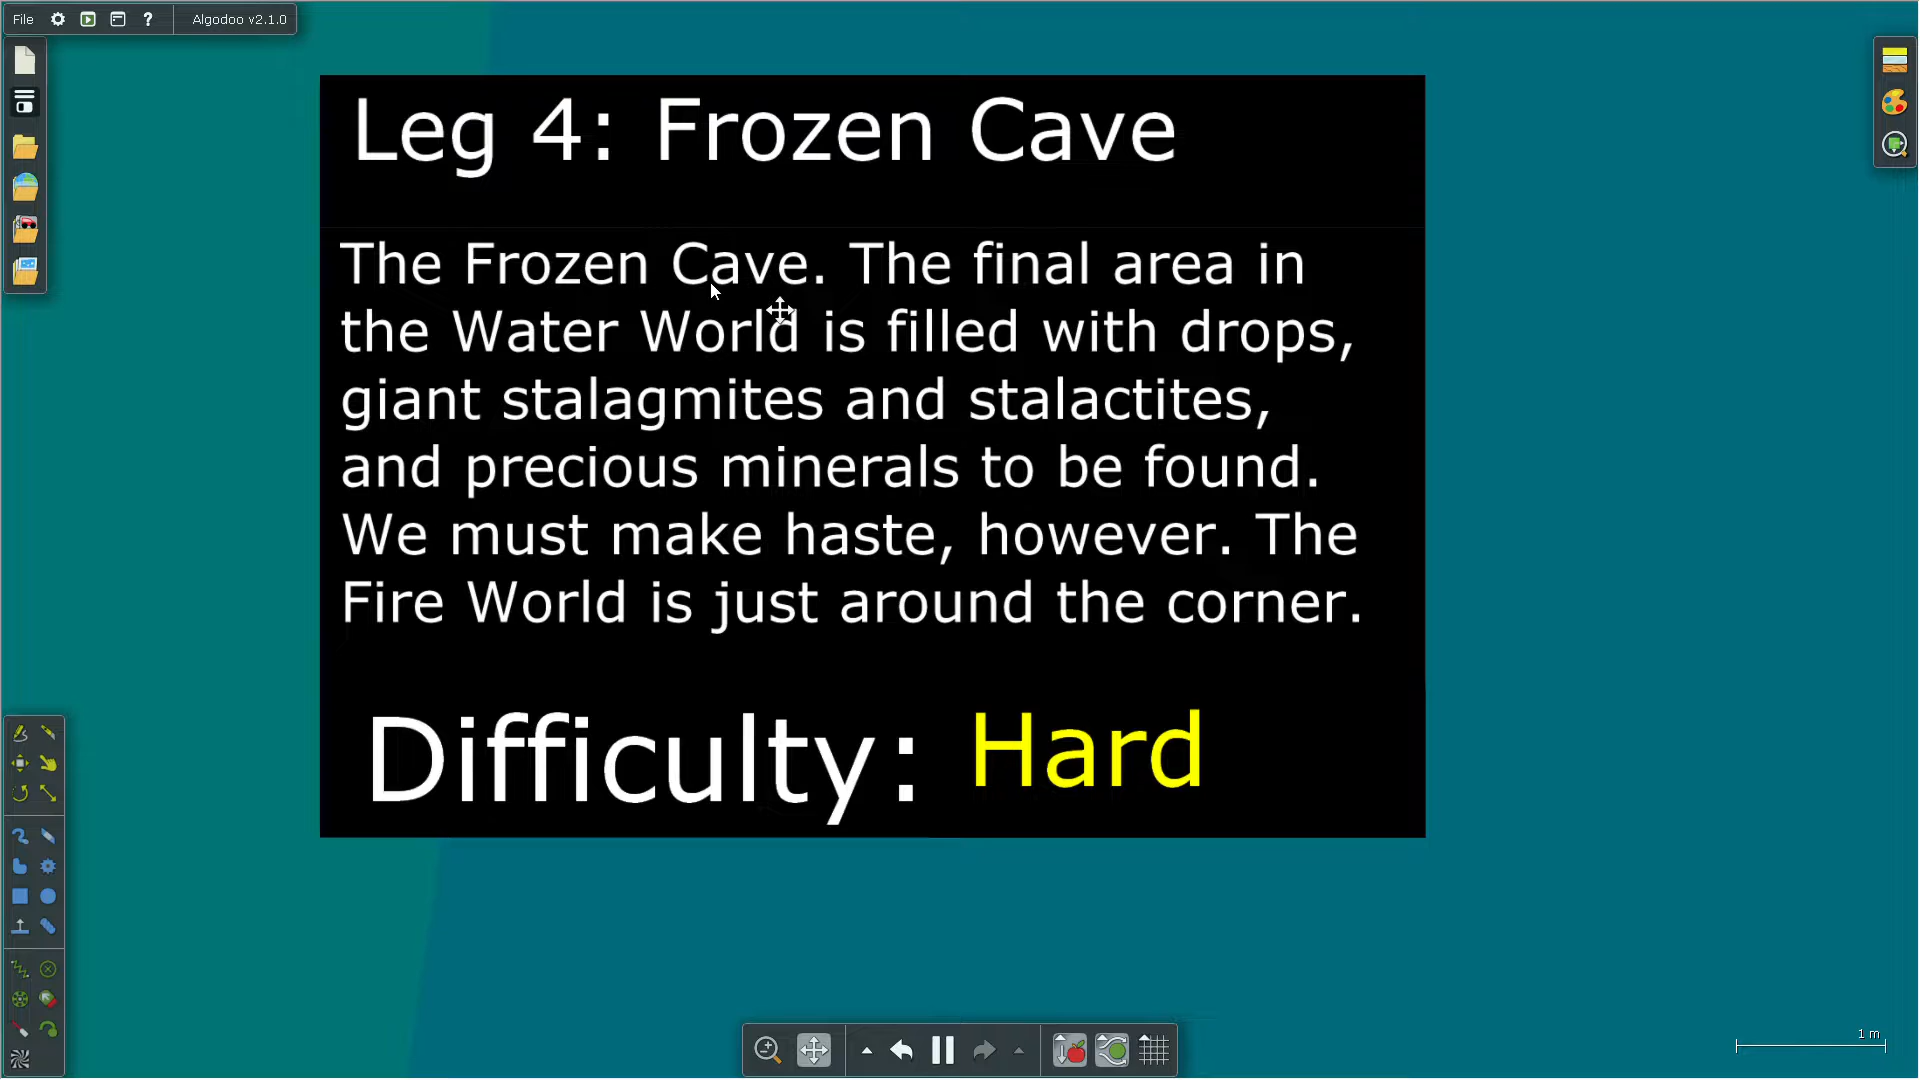 File ? Algodoo v2.1.0
Leg 4: Frozen Cave
The Frozen Cave. The final area in
the Water World is filled with drops,
giant stalagmites and stalactites,
and precious minerals to be found.
We must make haste, however. The
Fire World is just around the corner.
Difficulty: Hard
1 m